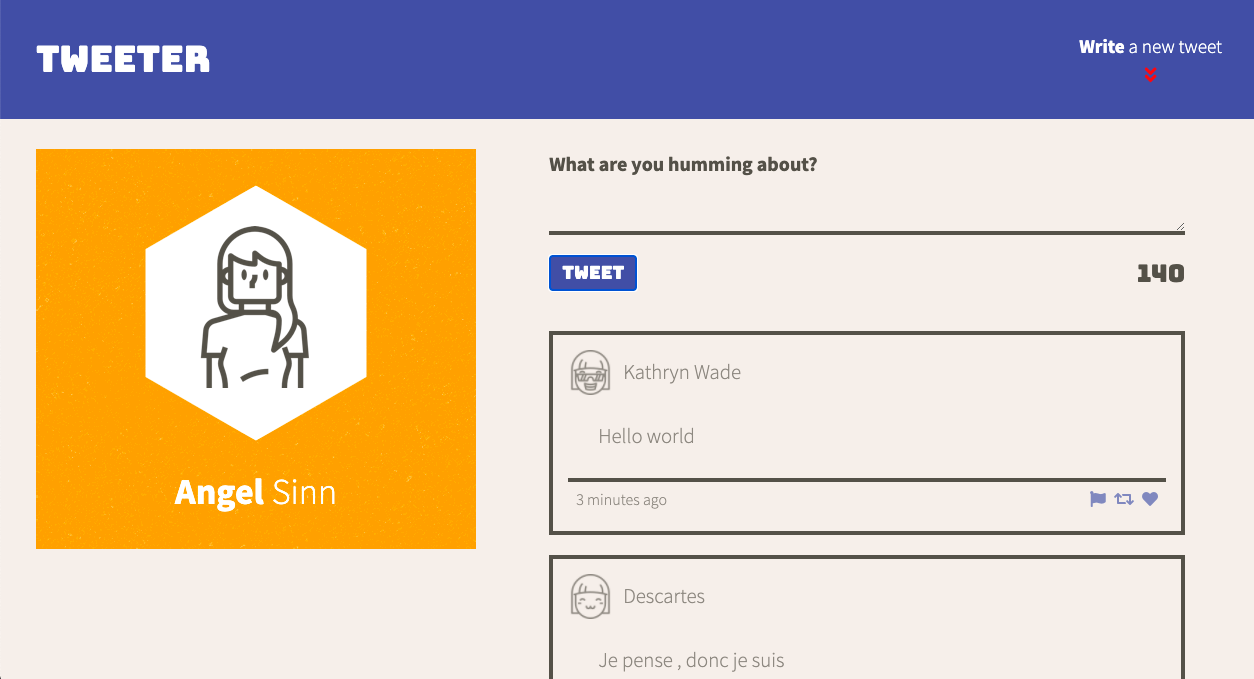 TWEETER
Write a new tweet
Angel Sinn
What are you humming about?
TWEET
140
Kathryn Wade
Hello world
3 minutes ago
Descartes
Je pense , donc je suis